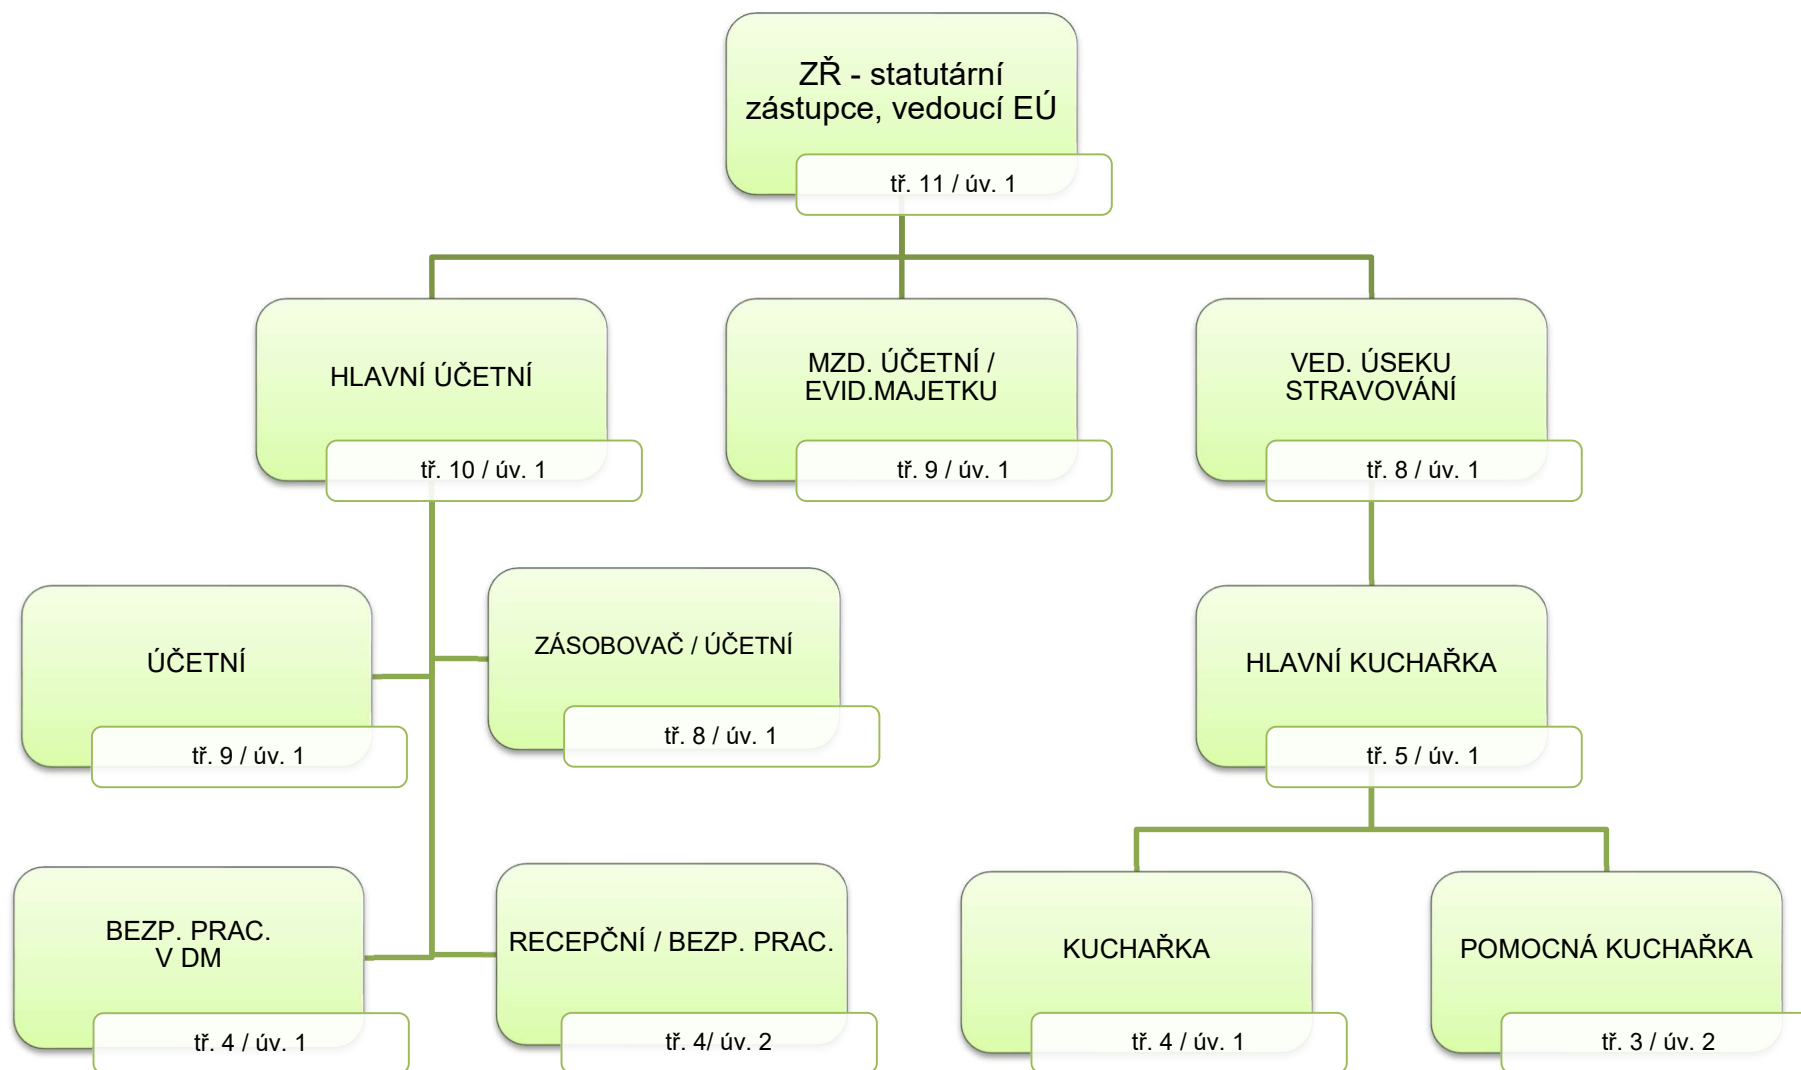 ZŘ - statutární
zástupce, vedoucí EÚ
tř. 11 / úv. 1
HLAVNÍ ÚČETNÍ
tř. 10 / úv. 1
MZD. ÚČETNÍ /
EVID.MAJETKU
tř. 9 / úv. 1
VED. ÚSEKU
STRAVOVÁNÍ
tř. 8 / úv. 1
ÚČETNÍ
tř. 9 / úv. 1
ZÁSOBOVAČ / ÚČETNÍ
tř. 8 / úv. 1
HLAVNÍ KUCHAŘKA
tř. 5 / úv. 1
BEZP. PRAC.
V DM
tř. 4 / úv. 1
RECEPČNÍ / BEZP. PRAC.
tř. 4/ úv. 2
KUCHAŘKA
tř. 4 / úv. 1
POMOCNÁ KUCHAŘKA
tř. 3 / úv. 2